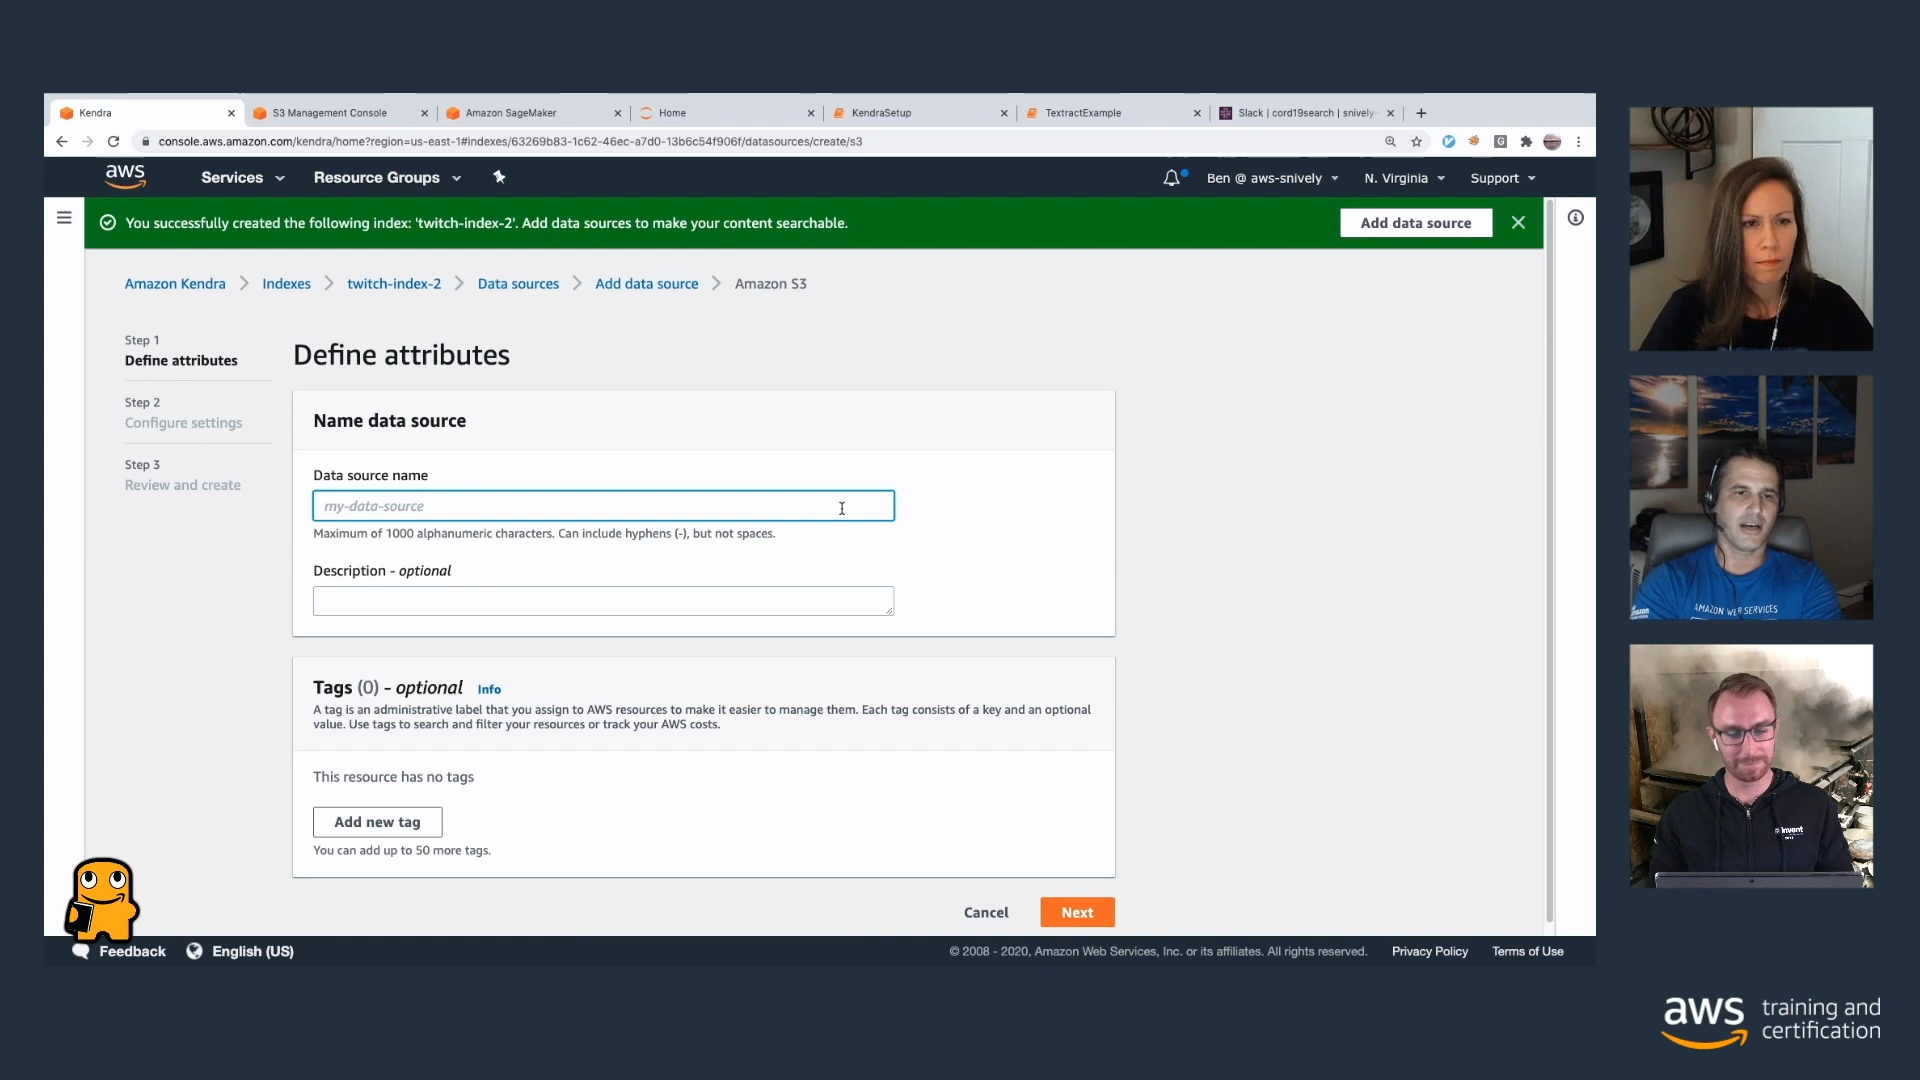 Kendra
S3 Management Console
Amazon SageMaker
Home
KendraSetup
TextractExample
Slack | cord19search | snively-
console.aws.amazon.com/kendra/home?region=us-east-1#indexes/63269b83-1c62-46ec-a7d0-13b6c54f906f/datasources/create/s3
aws
Services
Resource Groups
Ben @ aws-snively
N. Virginia
Support
You successfully created the following index: 'twitch-index-2'. Add data sources to make your content searchable.
Add data source
Amazon Kendra
Indexes
twitch-index-2
Data sources
Add data source
Amazon S3
Step 1
Define attributes
Step 2
Configure settings
Step 3
Review and create
Define attributes
Name data source
Data source name
my-data-source
Maximum of 1000 alphanumeric characters. Can include hyphens (-), but not spaces.
Description - optional
Tags (0) - optional Info
A tag is an administrative label that you assign to AWS resources to make it easier to manage them. Each tag consists of a key and an optional
value. Use tags to search and filter your resources or track your AWS costs.
This resource has no tags
Add new tag
You can add up to 50 more tags.
Cancel
Next
Feedback
English (US)
© 2008 - 2020, Amazon Web Services, Inc. or its affiliates. All rights reserved.
Privacy Policy
Terms of Use
AMAZON WEB SERVICES
re:Invent
aws training and
certification